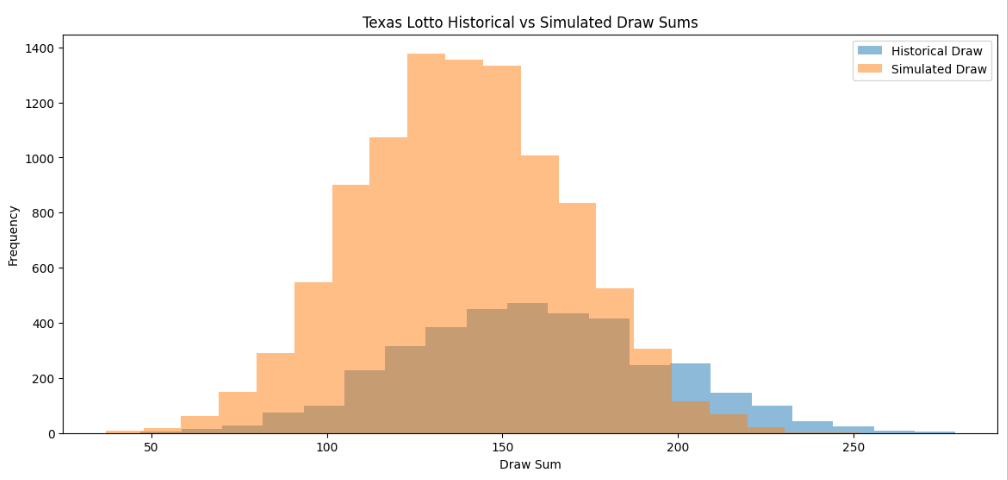 Texas Lotto Historical vs Simulated Draw Sums
Historical Draw
Simulated Draw
1400
1200
1000
800
600
400
200
0
Frequency
50
100
150
200
250
Draw Sum